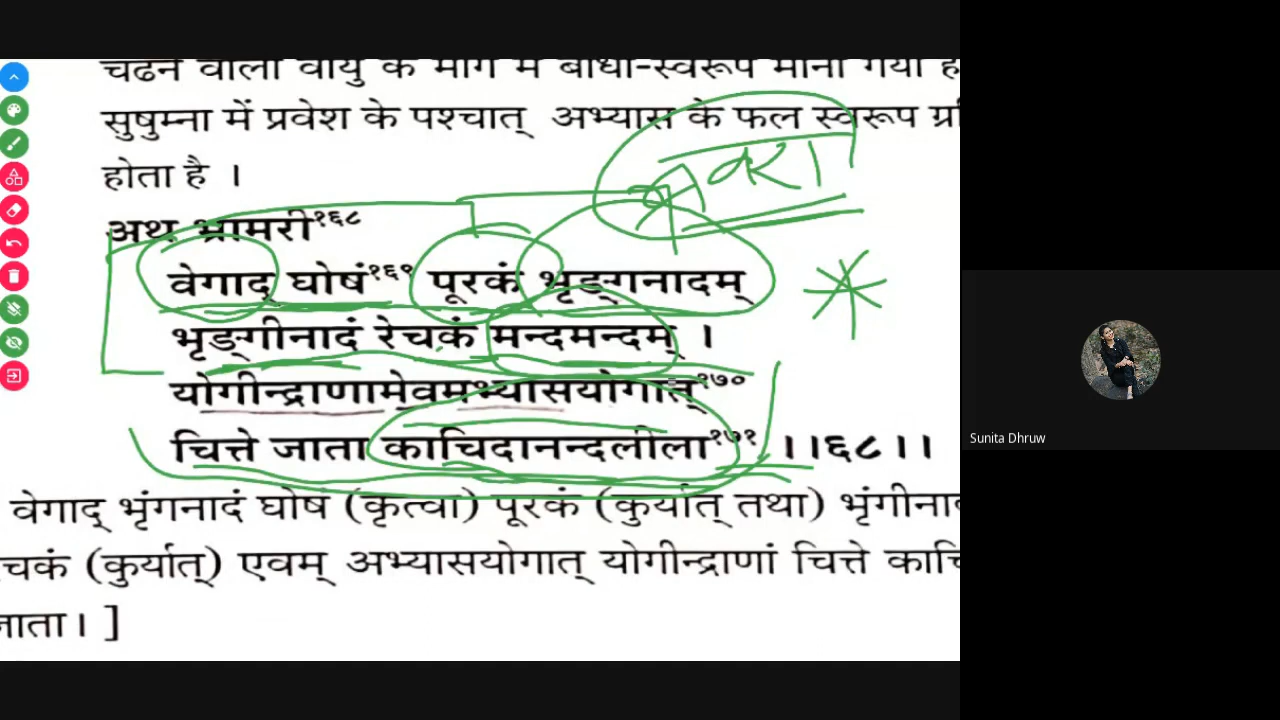 चढने वाली वायु के मार्ग में बाधा-स्वरूप माना गया ह
सुषुम्ना में प्रवेश के पश्चात् अभ्यास के फल स्वरूप ग्रि
होता है ।
अथ भ्रामरी१६८
वेगाद् घोषं१६९ पूरकं भृङ्गनादम्
भृङ्गीनादं रेचकं मन्दमन्दम् ।
योगीन्द्राणामेवमभ्यासयोगात्१७०
चित्ते जाता काचिदानन्दलीला१७१ ।।६८।।
वेगाद् भृंगनादं घोष (कृत्वा) पूरकं (कुर्यात् तथा) भृंगीनाद
चकं (कुर्यात्) एवम् अभ्यासयोगात् योगीन्द्राणां चित्ते काचि
जाता। ]
Sunita Dhruw